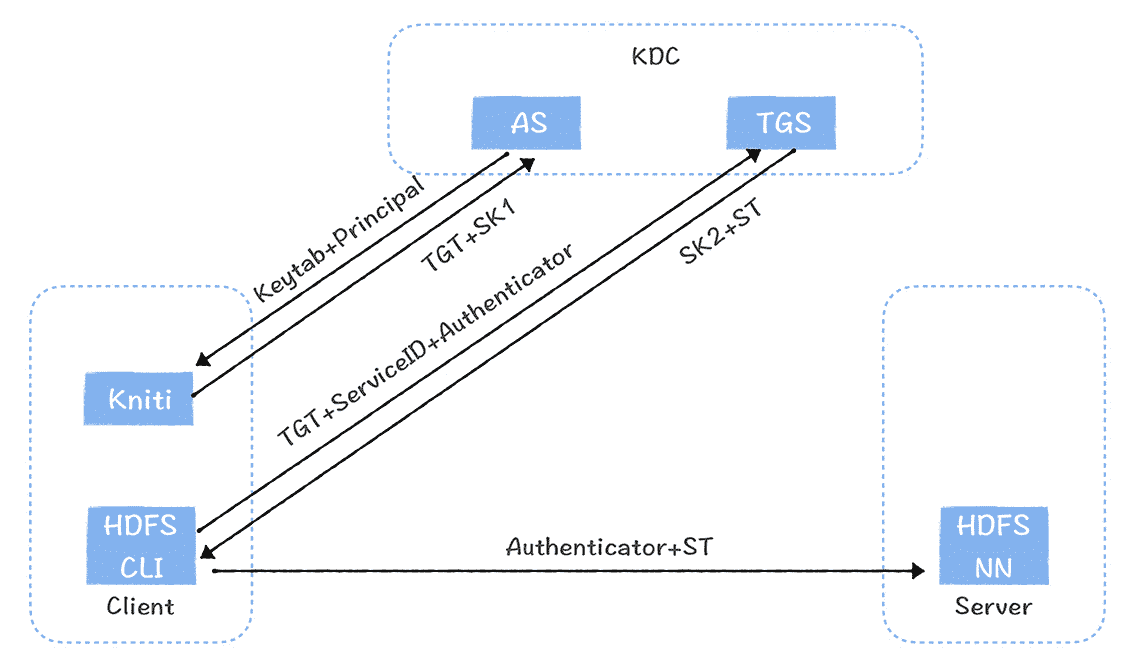 KDC
AS
TGS
Keytab+Principal
TGT+SK1
TGT+ServiceID+Authenticator
SK2+ST
Kniti
HDFS
CLI
Client
Authenticator+ST
HDFS
NN
Server